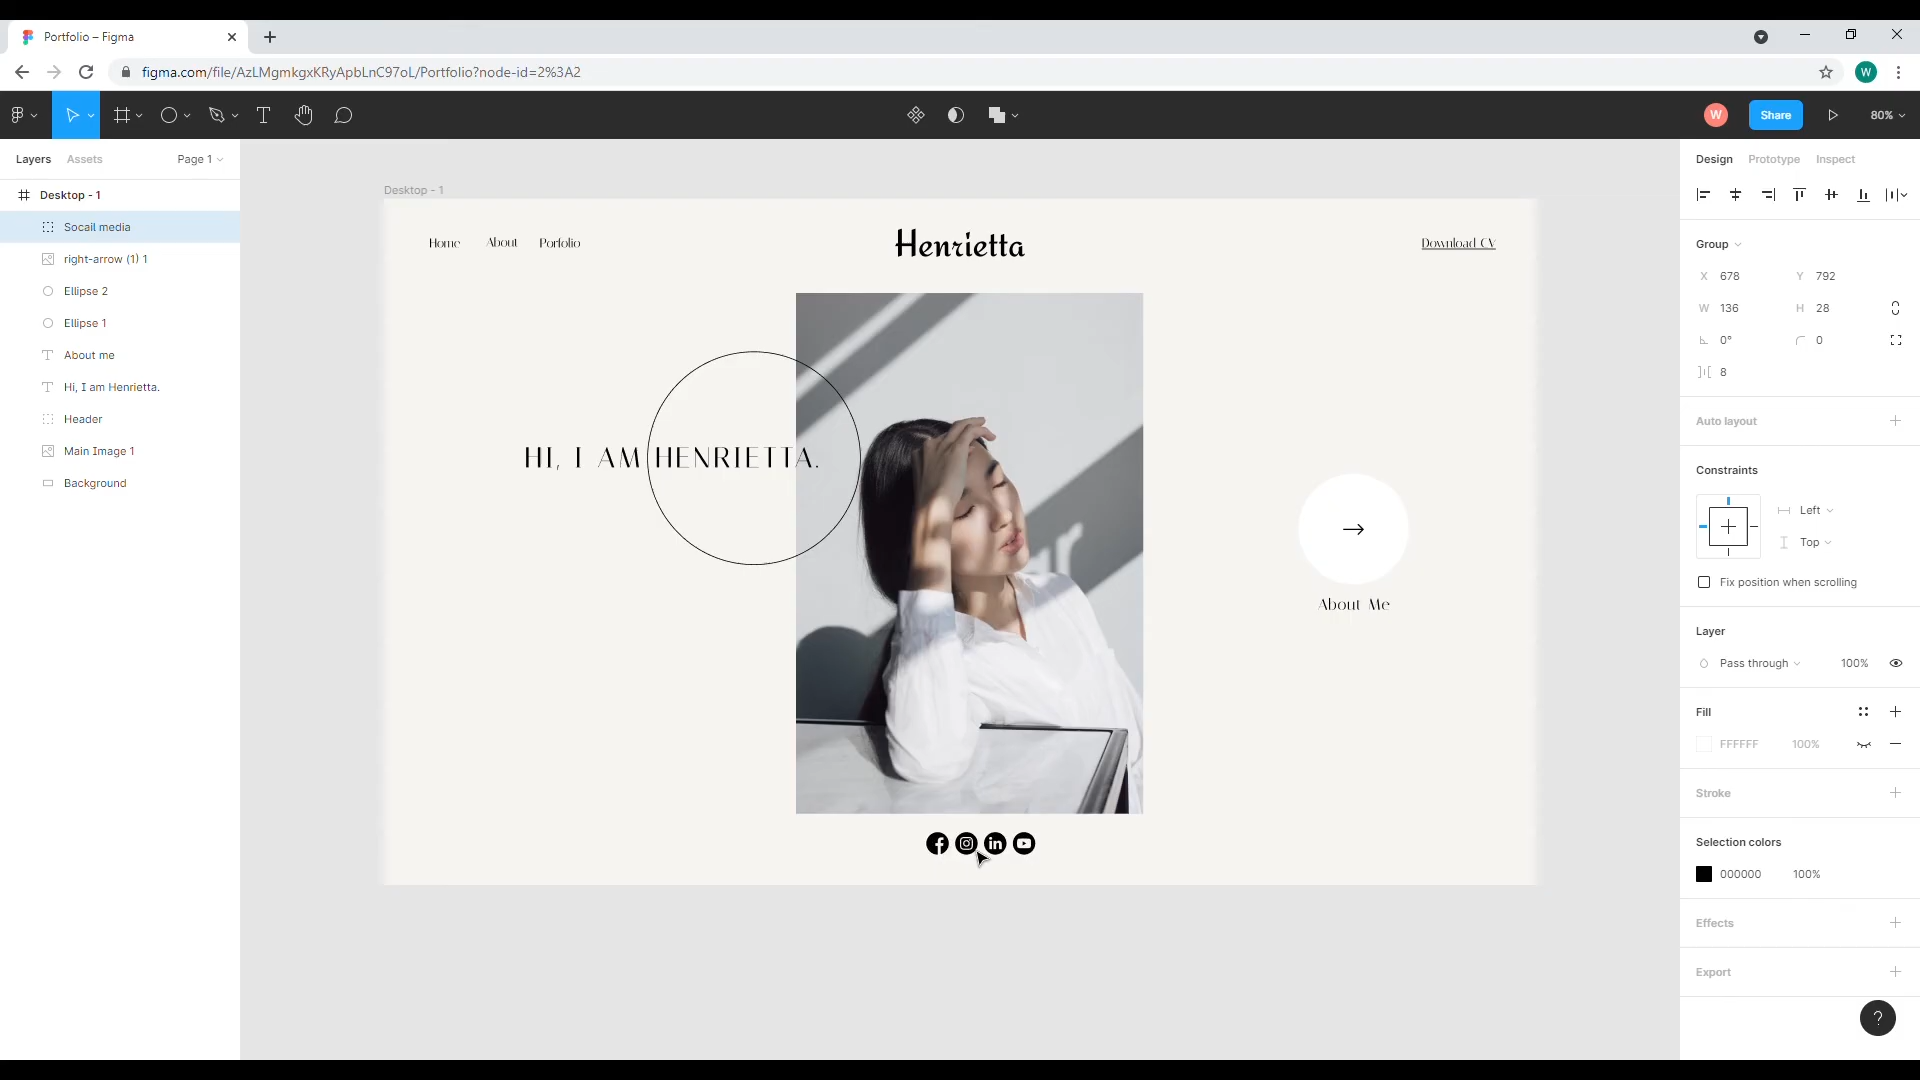 Portfolio – Figma
figma.com/file/AzLMgmkgxKRyApbLnC97oL/Portfolio?node-id=2%3A2
W
W
Share
80%
Layers
Assets
Page 1
Desktop - 1
Socail media
right-arrow (1) 1
Ellipse 2
Ellipse 1
About me
Hi, I am Henrietta.
Header
Main Image 1
Background
Desktop - 1
Home
About
Porfolio
Henrietta
Download CV
HI, I AM HENRIETTA.
About Me
in
Design
Prototype
Inspect
Group
X 678
Y 792
W 136
H 28
0°
0
8
Auto layout
Constraints
Left
Top
Fix position when scrolling
Layer
Pass through
100%
Fill
FFFFFF
100%
Stroke
Selection colors
000000
100%
Effects
Export
?